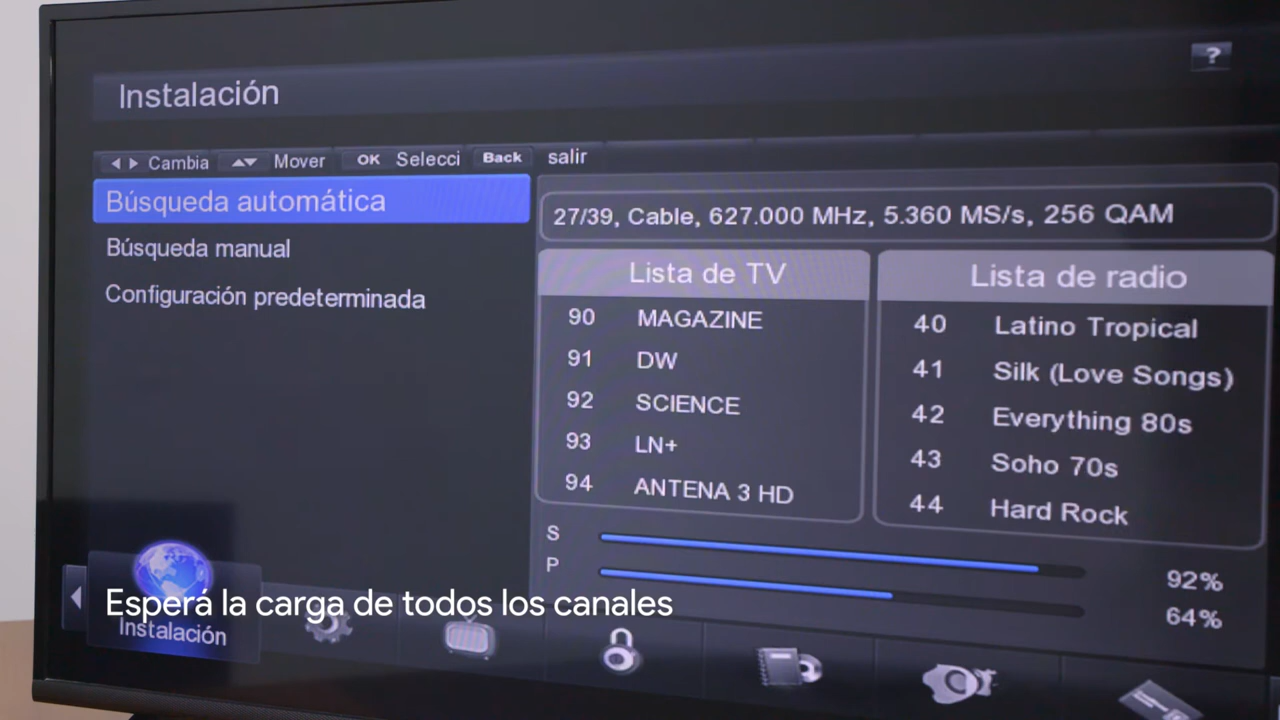 ?
Instalación
Cambia Mover OK Selecci Back salir
Búsqueda automática
Búsqueda manual
Configuración predeterminada
27/39, Cable, 627.000 MHz, 5.360 MS/s, 256 QAM
Lista de TV
90 MAGAZINE
91 DW
92 SCIENCE
93 LN+
94 ANTENA 3 HD
Lista de radio
40 Latino Tropical
41 Silk (Love Songs)
42 Everything 80s
43 Soho 70s
44 Hard Rock
S 92%
P 64%
Esperá la carga de todos los canales
Instalación